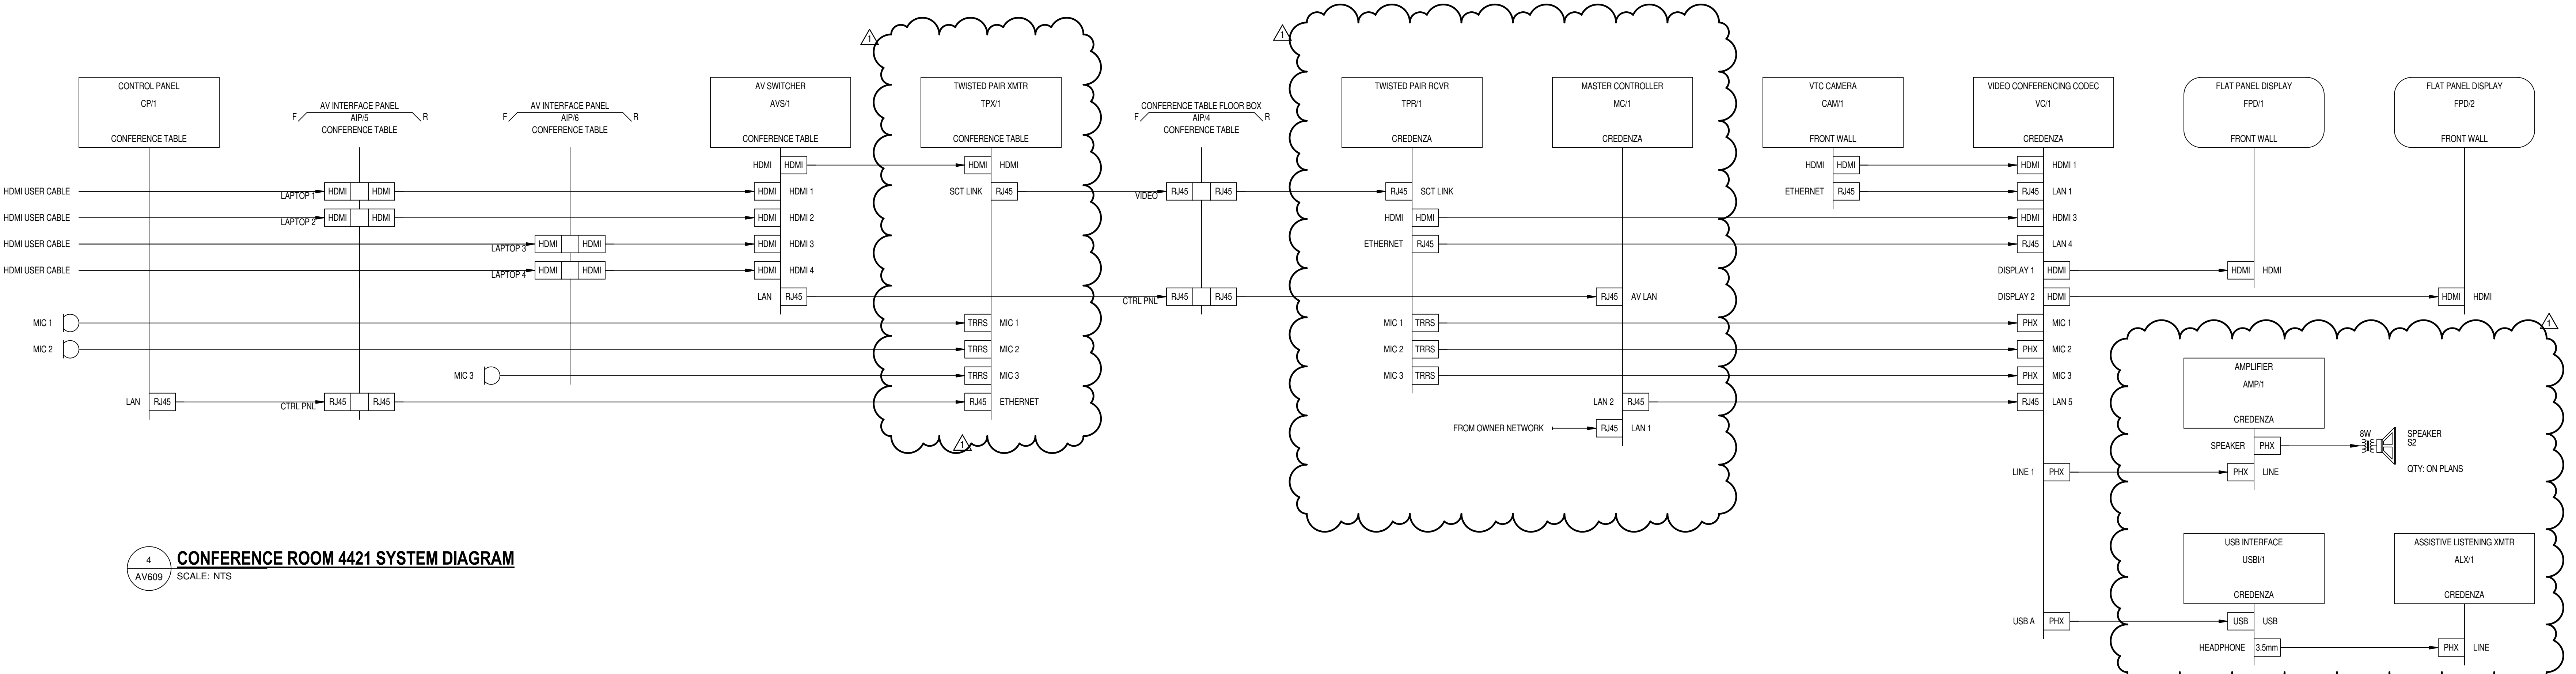 1
1
CONTROL PANEL
CP/1
CONFERENCE TABLE
AV INTERFACE PANEL
F AIP/5 R
CONFERENCE TABLE
AV INTERFACE PANEL
F AIP/6 R
CONFERENCE TABLE
AV SWITCHER
AVS/1
CONFERENCE TABLE
TWISTED PAIR XMTR
TPX/1
CONFERENCE TABLE
CONFERENCE TABLE FLOOR BOX
F AIP/4 R
CONFERENCE TABLE
TWISTED PAIR RCVR
TPR/1
CREDENZA
MASTER CONTROLLER
MC/1
CREDENZA
VTC CAMERA
CAM/1
FRONT WALL
VIDEO CONFERENCING CODEC
VC/1
CREDENZA
FLAT PANEL DISPLAY
FPD/1
FRONT WALL
FLAT PANEL DISPLAY
FPD/2
FRONT WALL
HDMI HDMI HDMI HDMI HDMI HDMI HDMI HDMI 1
HDMI USER CABLE LAPTOP 1 HDMI HDMI HDMI HDMI 1 SCT LINK RJ45 VIDEO RJ45 RJ45 RJ45 SCT LINK ETHERNET RJ45 RJ45 LAN 1
HDMI USER CABLE LAPTOP 2 HDMI HDMI HDMI HDMI 2 HDMI HDMI HDMI HDMI 3
HDMI USER CABLE LAPTOP 3 HDMI HDMI HDMI HDMI 3 ETHERNET RJ45 RJ45 LAN 4
HDMI USER CABLE LAPTOP 4 HDMI HDMI HDMI HDMI 4 DISPLAY 1 HDMI HDMI HDMI
LAN RJ45 CTRL PNL RJ45 RJ45 RJ45 AV LAN DISPLAY 2 HDMI HDMI HDMI
MIC 1 TRRS MIC 1 MIC 1 TRRS PHX MIC 1
1
MIC 2 TRRS MIC 2 MIC 2 TRRS PHX MIC 2
MIC 3 TRRS MIC 3 MIC 3 TRRS PHX MIC 3
LAN RJ45 CTRL PNL RJ45 RJ45 RJ45 ETHERNET LAN 2 RJ45 RJ45 LAN 5
FROM OWNER NETWORK RJ45 LAN 1
1
AMPLIFIER
AMP/1
CREDENZA
SPEAKER PHX 8W SPEAKER
S2
LINE 1 PHX PHX LINE QTY: ON PLANS
USB INTERFACE
USBI/1
CREDENZA
ASSISTIVE LISTENING XMTR
ALX/1
CREDENZA
USB A PHX USB USB
HEADPHONE 3.5mm PHX LINE
4
AV609
CONFERENCE ROOM 4421 SYSTEM DIAGRAM
SCALE: NTS